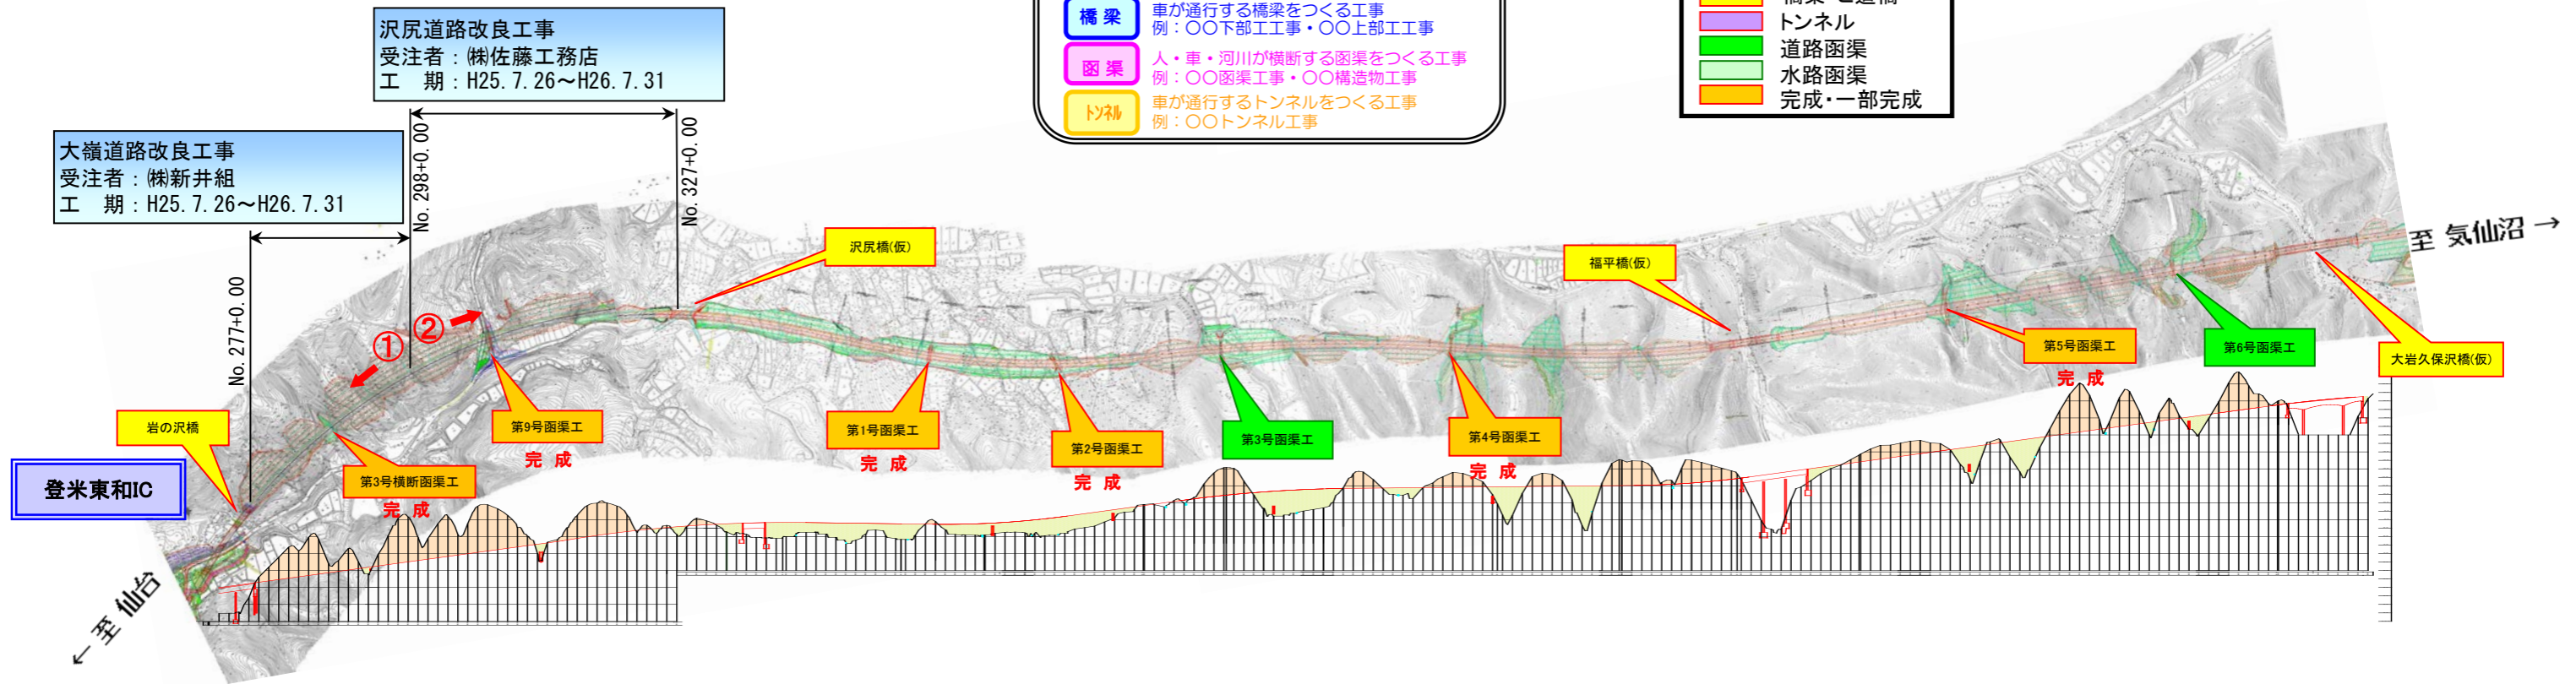 沢尻道路改良工事
受注者：㈱佐藤工務店
工　期：H25.7.26～H26.7.31
大嶺道路改良工事
受注者：㈱新井組
工　期：H25.7.26～H26.7.31
橋 梁
車が通行する橋梁をつくる工事
例：〇〇下部工工事・〇〇上部工工事
函 渠
人・車・河川が横断する函渠をつくる工事
例：〇〇函渠工事・〇〇構造物工事
トンネル
車が通行するトンネルをつくる工事
例：〇〇トンネル工事
トンネル
道路函渠
水路函渠
完成・一部完成
No.277+0.00
No.298+0.00
No.327+0.00
①
②
岩の沢橋
登米東和IC
← 至 仙台
第3号横断函渠工
完 成
第9号函渠工
完 成
沢尻橋(仮)
第1号函渠工
完 成
第2号函渠工
完 成
第3号函渠工
第4号函渠工
完 成
福平橋(仮)
第5号函渠工
完 成
第6号函渠工
大岩久保沢橋(仮)
至 気仙沼 →